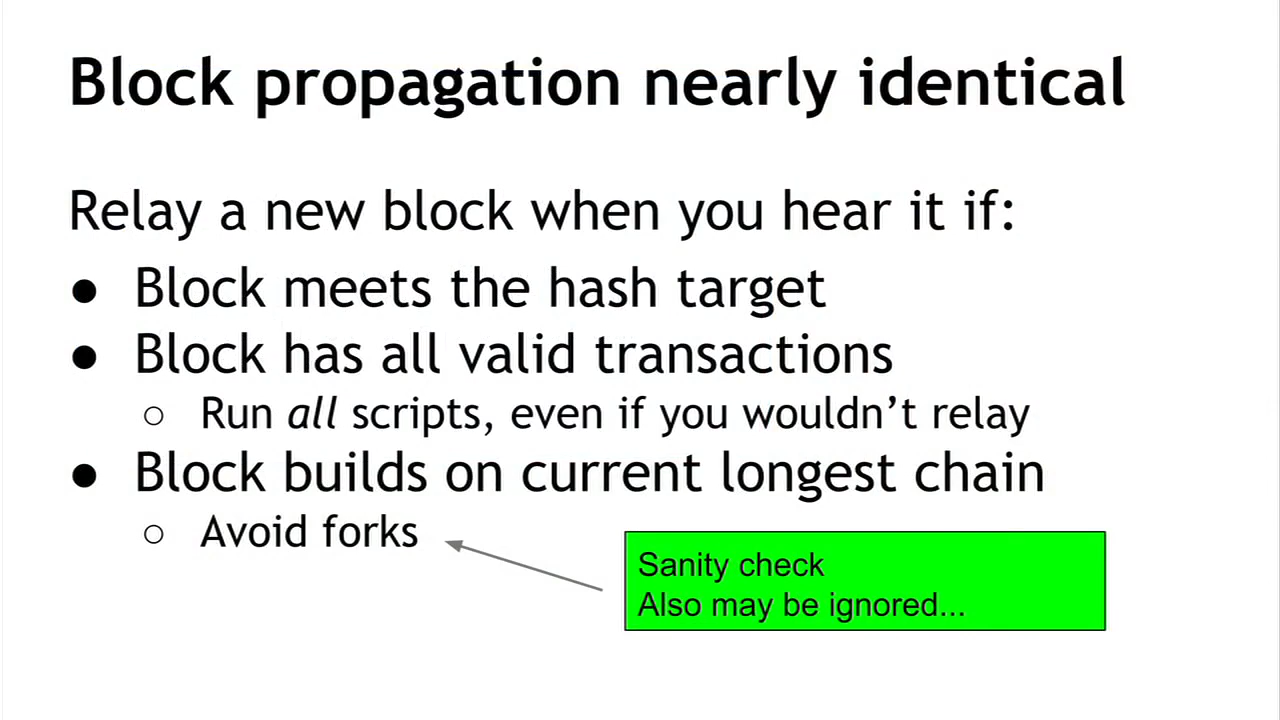 Block propagation nearly identical
Relay a new block when you hear it if:
● Block meets the hash target
● Block has all valid transactions
○ Run all scripts, even if you wouldn’t relay
● Block builds on current longest chain
○ Avoid forks
Sanity check
Also may be ignored...